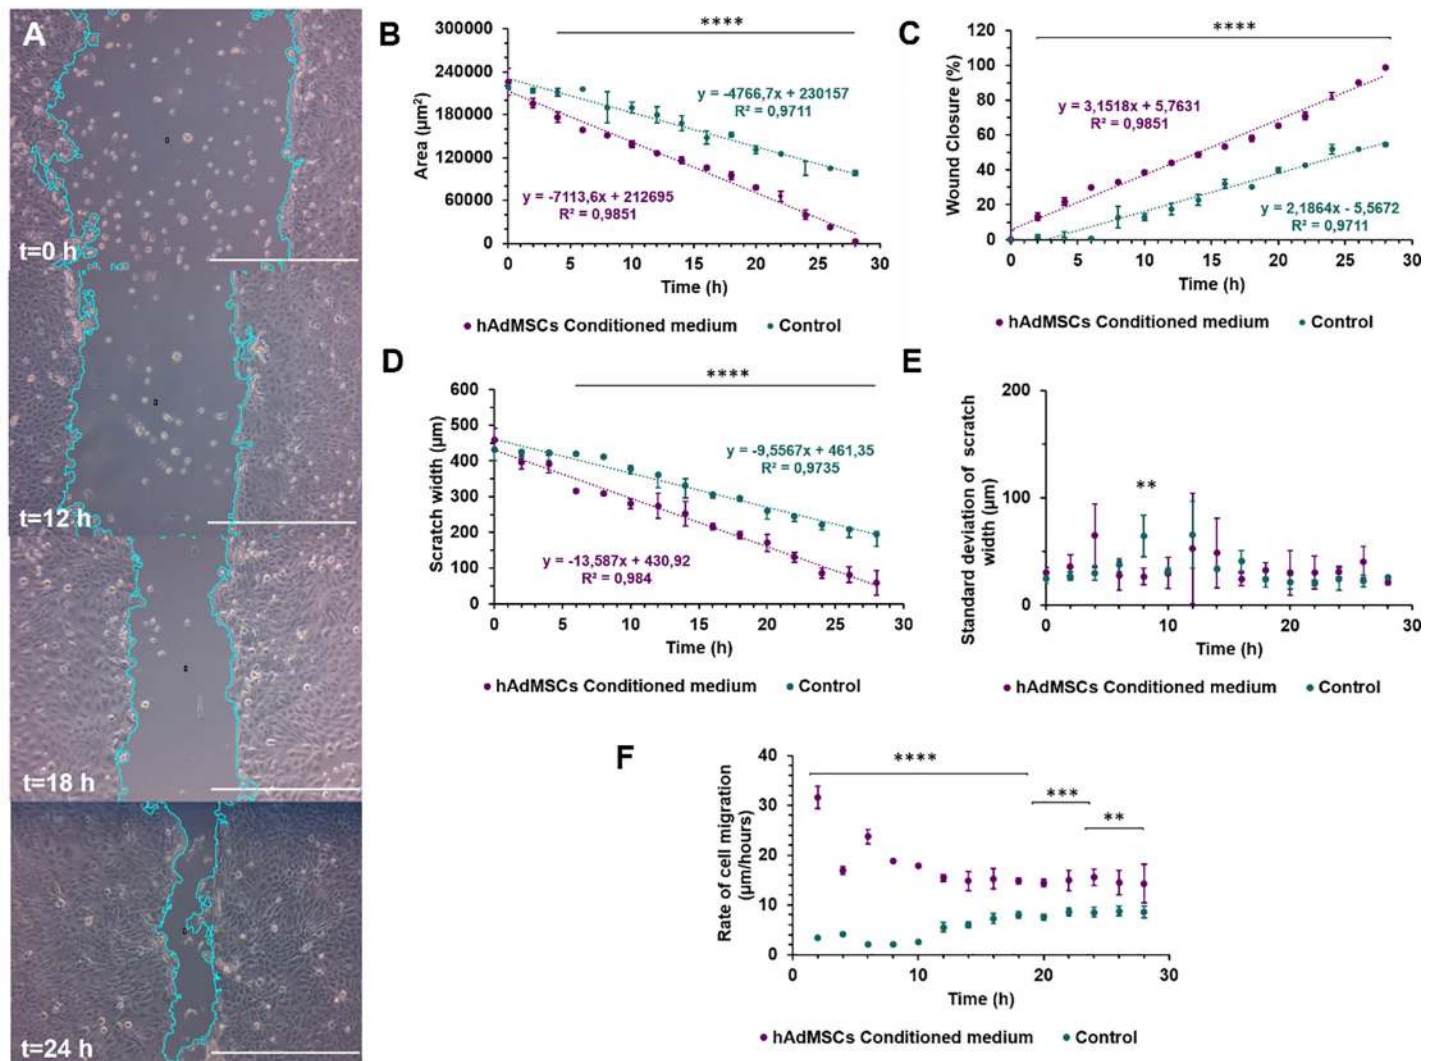 A
t=0 h
t=12 h
t=18 h
t=24 h
B
****
280000
240000
180000
120000
60000
0
Area (µm²)
y = -4766,7x + 230157
R² = 0,9711
y = -7113,6x + 212695
R² = 0,9851
0 5 10 15 20 25 30
Time (h)
hAdMSCs Conditioned medium Control
C
****
120
100
80
60
40
20
0
Wound Closure (%)
y = 3,1518x + 5,7631
R² = 0,9851
y = 2,1864x - 5,5672
R² = 0,9711
0 5 10 15 20 25 30
Time (h)
hAdMSCs Conditioned medium Control
D
****
600
500
400
300
200
100
0
Scratch width (µm)
y = -9,5567x + 461,35
R² = 0,9735
y = -13,587x + 430,92
R² = 0,984
0 5 10 15 20 25 30
Time (h)
hAdMSCs Conditioned medium Control
E
200
100
0
Standard deviation of scratch
width (µm)
**
0 10 20 30
Time (h)
hAdMSCs Conditioned medium Control
F
40
30
20
10
0
Rate of cell migration
(µm/hours)
****
***
**
0 10 20 30
Time (h)
hAdMSCs Conditioned medium Control